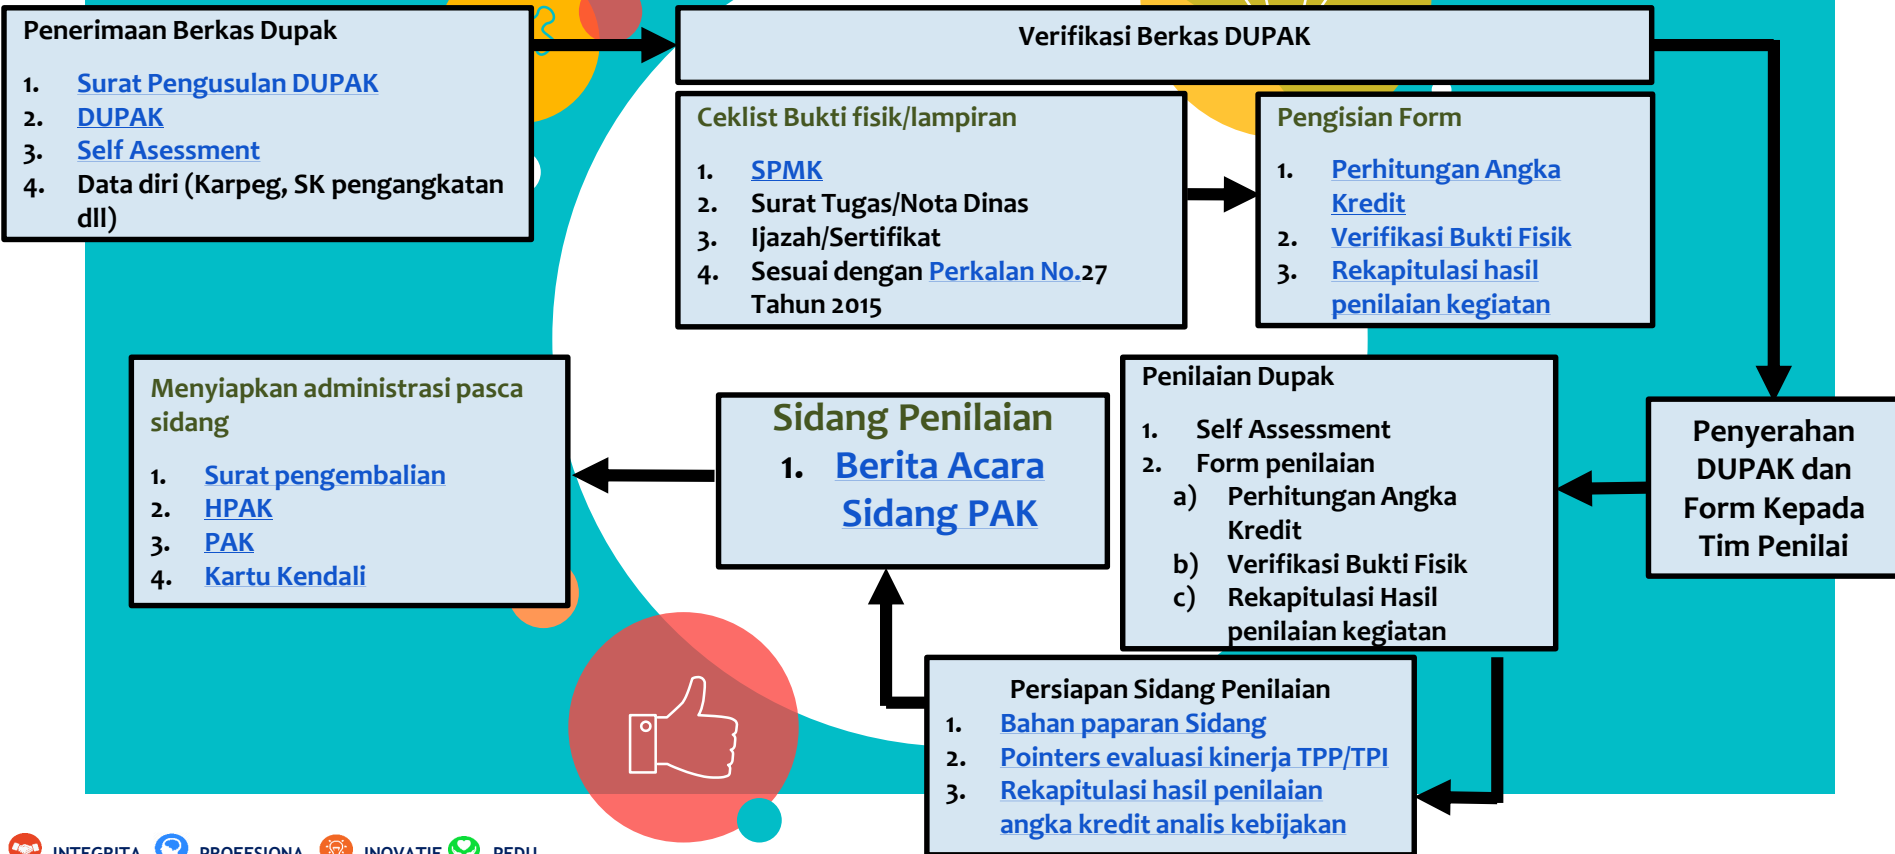 Penerimaan Berkas Dupak
1. Surat Pengusulan DUPAK
2. DUPAK
3. Self Asessment
4. Data diri (Karpeg, SK pengangkatan
dll)
Verifikasi Berkas DUPAK
Ceklist Bukti fisik/lampiran
1. SPMK
2. Surat Tugas/Nota Dinas
3. Ijazah/Sertifikat
4. Sesuai dengan Perkalan No.27
Tahun 2015
Pengisian Form
1. Perhitungan Angka
Kredit
2. Verifikasi Bukti Fisik
3. Rekapitulasi hasil
penilaian kegiatan
Penyerahan
DUPAK dan
Form Kepada
Tim Penilai
Penilaian Dupak
1. Self Assessment
2. Form penilaian
a) Perhitungan Angka
Kredit
b) Verifikasi Bukti Fisik
c) Rekapitulasi Hasil
penilaian kegiatan
Persiapan Sidang Penilaian
1. Bahan paparan Sidang
2. Pointers evaluasi kinerja TPP/TPI
3. Rekapitulasi hasil penilaian
angka kredit analis kebijakan
Sidang Penilaian
1. Berita Acara
Sidang PAK
Menyiapkan administrasi pasca
sidang
1. Surat pengembalian
2. HPAK
3. PAK
4. Kartu Kendali
INTEGRITA PROFESIONA INOVATIF PEDU